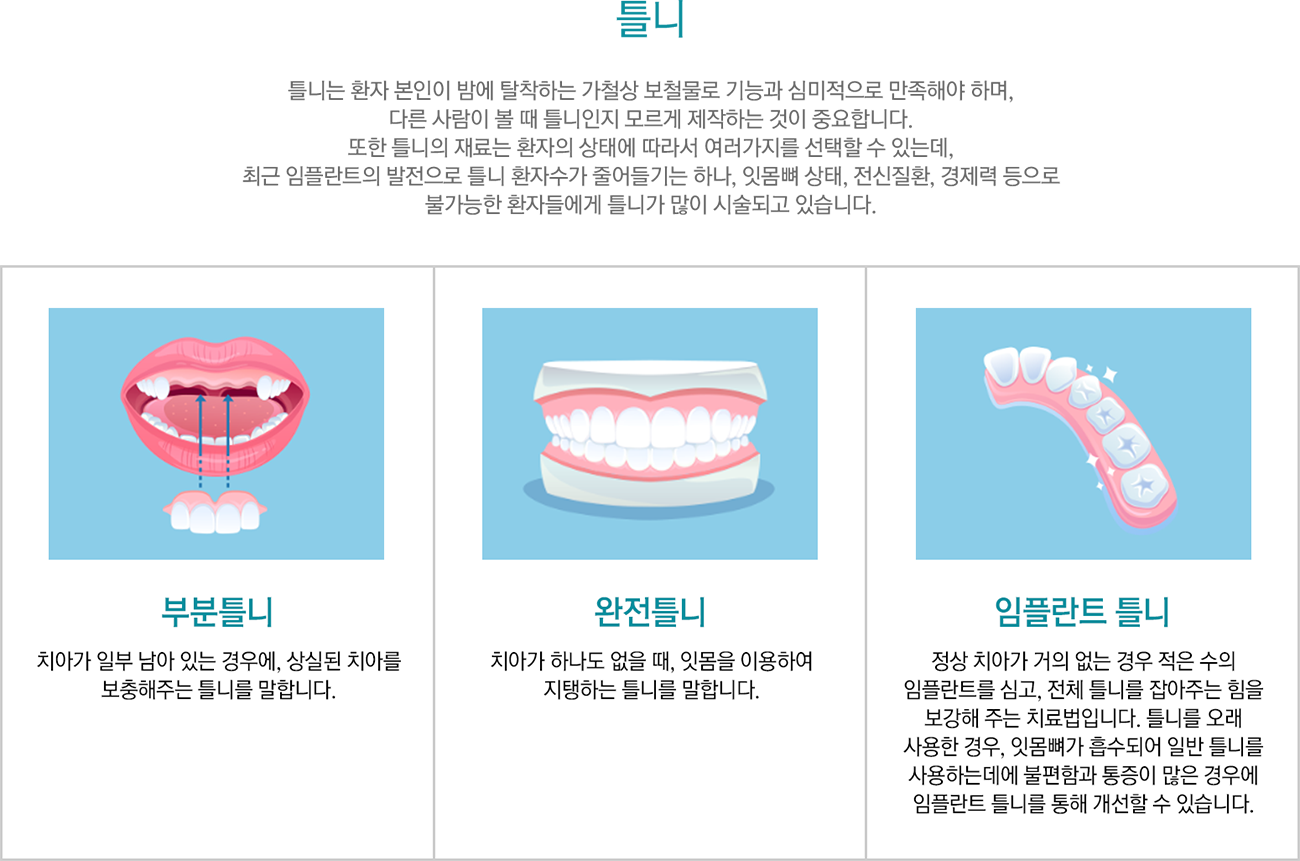 틀니
틀니는 환자 본인이 밤에 탈착하는 가철상 보철물로 기능과 심미적으로 만족해야 하며,
다른 사람이 볼 때 틀니인지 모르게 제작하는 것이 중요합니다.
또한 틀니의 재료는 환자의 상태에 따라서 여러가지를 선택할 수 있는데,
최근 임플란트의 발전으로 틀니 환자수가 줄어들기는 하나, 잇몸뼈 상태, 전신질환, 경제력 등으로
불가능한 환자들에게 틀니가 많이 시술되고 있습니다.
부분틀니
치아가 일부 남아 있는 경우에, 상실된 치아를
보충해주는 틀니를 말합니다.
완전틀니
치아가 하나도 없을 때, 잇몸을 이용하여
지탱하는 틀니를 말합니다.
임플란트 틀니
정상 치아가 거의 없는 경우 적은 수의
임플란트를 심고, 전체 틀니를 잡아주는 힘을
보강해 주는 치료법입니다. 틀니를 오래
사용한 경우, 잇몸뼈가 흡수되어 일반 틀니를
사용하는데에 불편함과 통증이 많은 경우에
임플란트 틀니를 통해 개선할 수 있습니다.